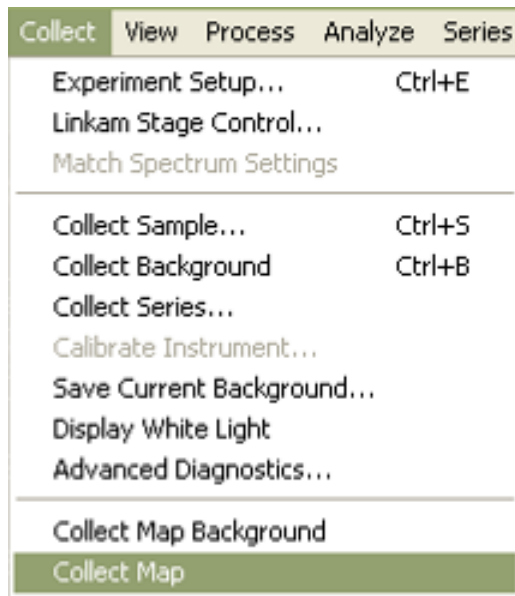 Collect View Process Analyze Series
Experiment Setup... Ctrl+E
Linkam Stage Control...
Match Spectrum Settings
Collect Sample... Ctrl+S
Collect Background Ctrl+B
Collect Series...
Calibrate Instrument...
Save Current Background...
Display White Light
Advanced Diagnostics...
Collect Map Background
Collect Map